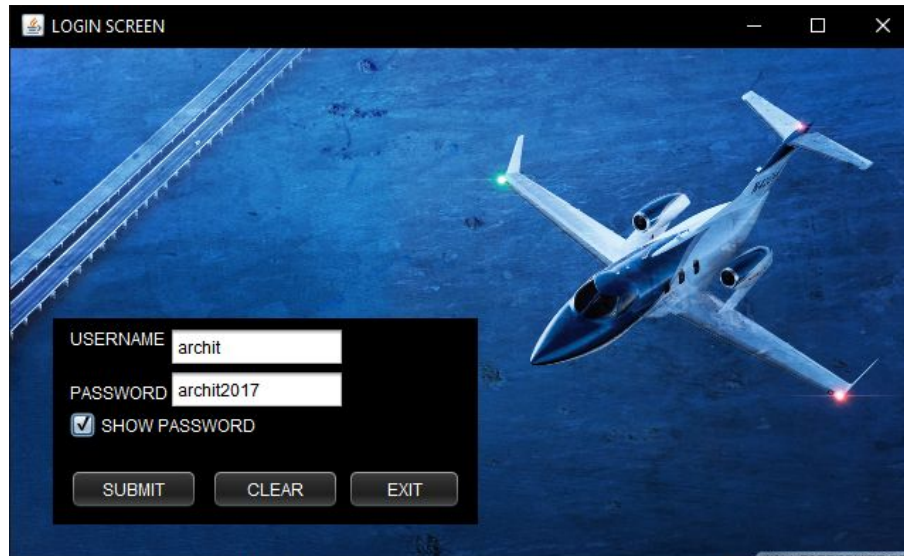 LOGIN SCREEN
USERNAME archit
PASSWORD archit2017
SHOW PASSWORD
SUBMIT CLEAR EXIT